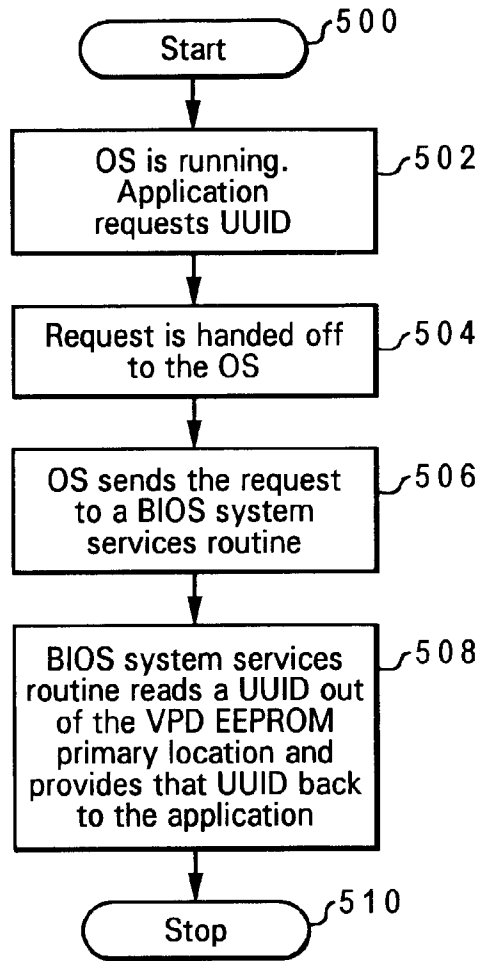 500
Start
502
OS is running.
Application
requests UUID
504
Request is handed off
to the OS
506
OS sends the request
to a BIOS system
services routine
508
BIOS system services
routine reads a UUID out
of the VPD EEPROM
primary location and
provides that UUID back
to the application
510
Stop